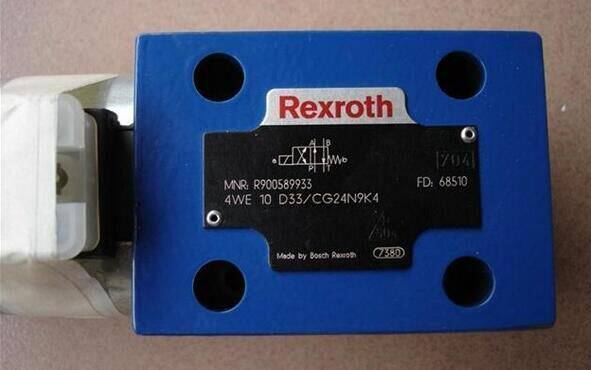 Rexroth
A B
a b
P T
704
MNR: R900589933
FD: 68510
4WE 10 D33/CG24N9K4
Made by Bosch Rexroth
7380